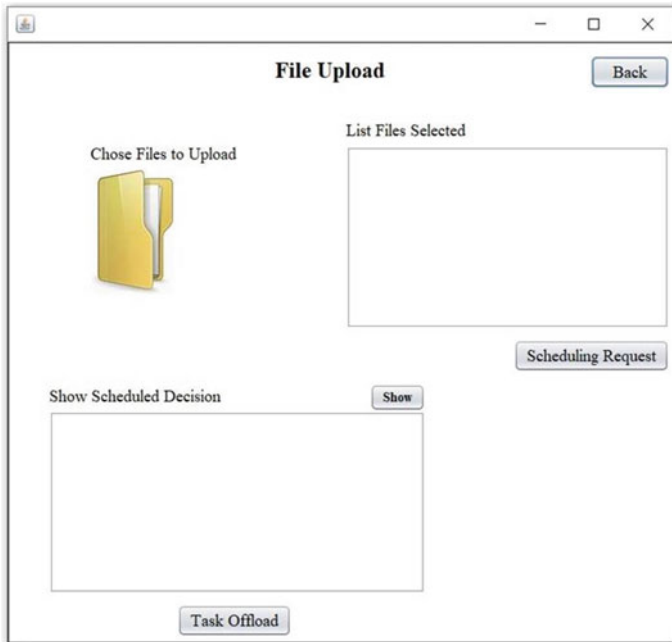 File Upload
Back
List Files Selected
Chose Files to Upload
Scheduling Request
Show Scheduled Decision
Show
Task Offload